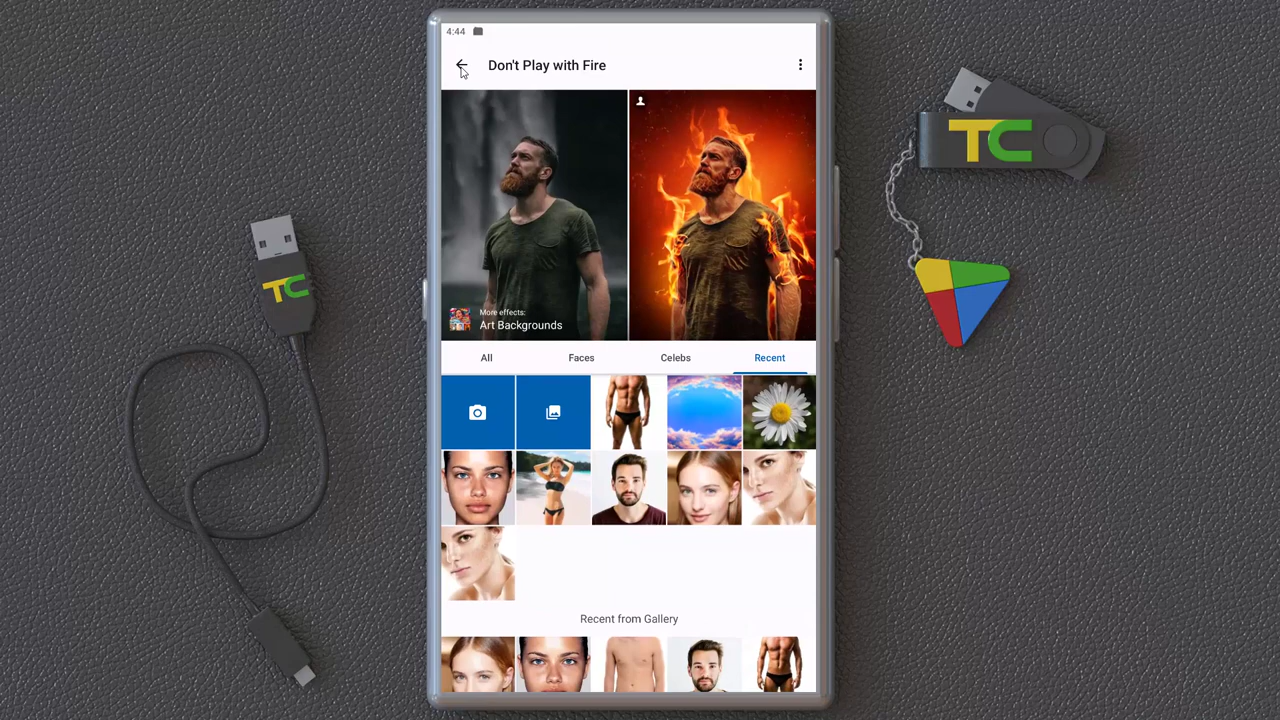 4:44
Don't Play with Fire
More effects:
Art Backgrounds
All
Faces
Celebs
Recent
Recent from Gallery
TC
TC